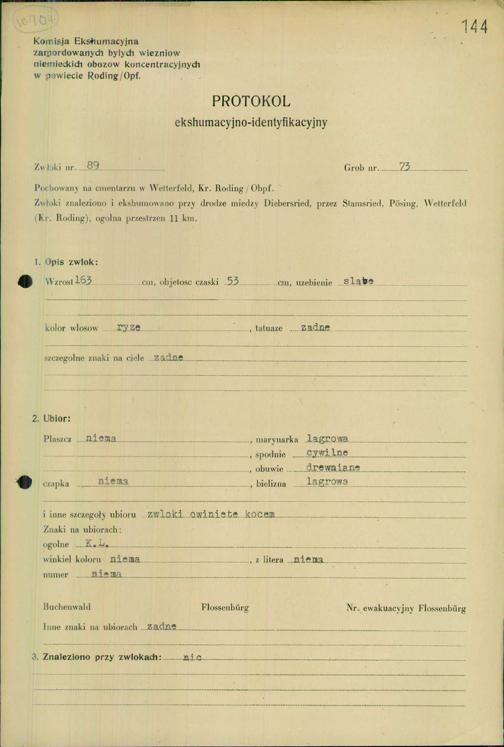 10704
144
Komisja Ekshumacyjna
zamordowanych bylych wiezniow
niemieckich obozow koncentracyjnych
w powiecie Roding/Opf.
PROTOKOL
ekshumacyjno-identyfikacyjny
Zwloki nr. 89 Grob nr. 73
Pochowany na cmentarzu w Wetterfeld, Kr. Roding/Obpf.
Zwloki znaleziono i ekshumowano przy drodze miedzy Diebersried, przez Stamsried, Pösing, Wetterfeld
(Kr. Roding), ogolna przestrzen 11 km.
1. Opis zwlok:
Wzrost 163 cm, objetosc czaski 53 cm, uzebienie slabe
kolor wlosow ryze , tatuaze zadne
szczegolne znaki na ciele zadne
2. Ubior:
Plaszcz niema , marynarka lagrowa
, spodnie cywilne
, obuwie drewniane
czapka niema , bielizna lagrowa
i inne szczegoly ubioru zwloki owiniete kocem
Znaki na ubiorach:
ogolne K.L.
winkiel koloru niema , z litera niema
numer niema
Buchenwald Flossenbürg Nr. ewakuacyjny Flossenbürg
Inne znaki na ubiorach zadne
3. Znaleziono przy zwlokach: nic